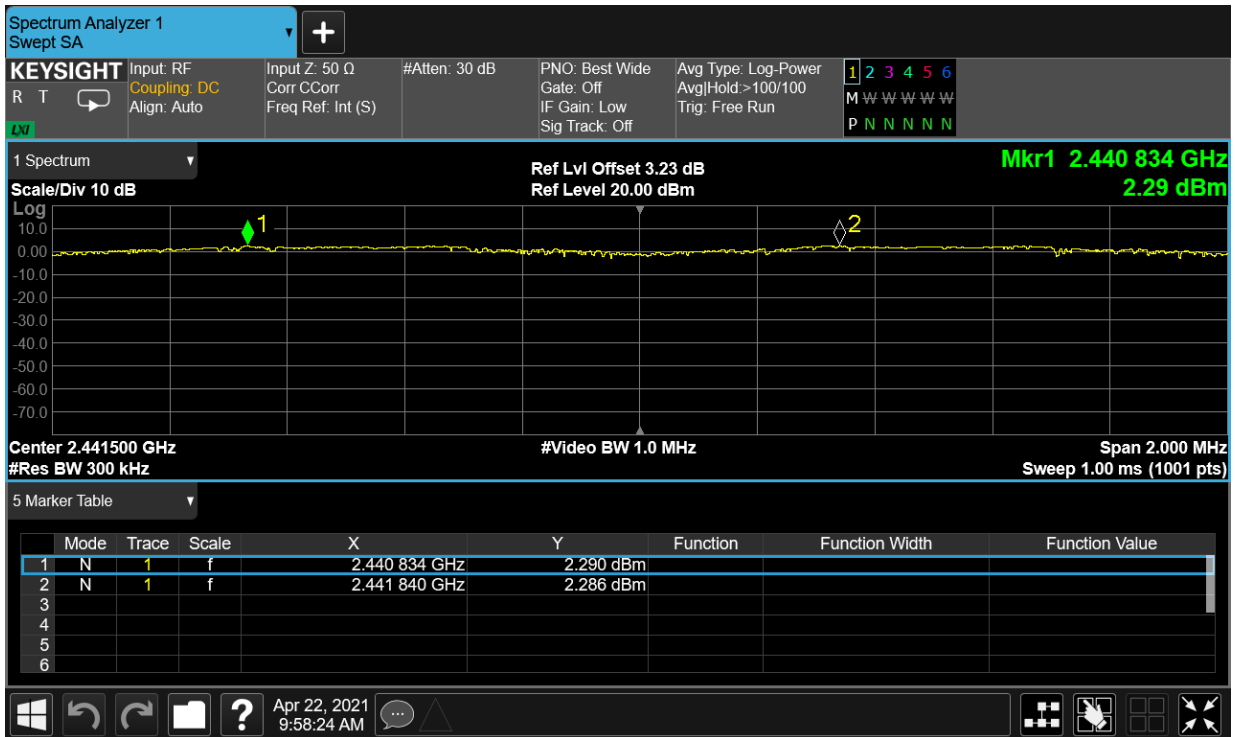 Spectrum Analyzer 1
Swept SA
KEYSIGHT Input: RF Input Z: 50 Ω #Atten: 30 dB PNO: Best Wide Avg Type: Log-Power 1 2 3 4 5 6
R T Coupling: DC Corr CCorr Gate: Off Avg|Hold:>100/100 M W W W W W
Align: Auto Freq Ref: Int (S) IF Gain: Low Trig: Free Run
LXI Sig Track: Off P N N N N N
1 Spectrum Ref Lvl Offset 3.23 dB Mkr1 2.440 834 GHz
Scale/Div 10 dB Ref Level 20.00 dBm 2.29 dBm
Log
1 2
10.0
0.00
-10.0
-20.0
-30.0
-40.0
-50.0
-60.0
-70.0
Center 2.441500 GHz #Video BW 1.0 MHz Span 2.000 MHz
#Res BW 300 kHz Sweep 1.00 ms (1001 pts)
5 Marker Table
Mode Trace Scale X Y Function Function Width Function Value
1 N 1 f 2.440 834 GHz 2.290 dBm
2 N 1 f 2.441 840 GHz 2.286 dBm
3
4
5
6
? Apr 22, 2021
9:58:24 AM